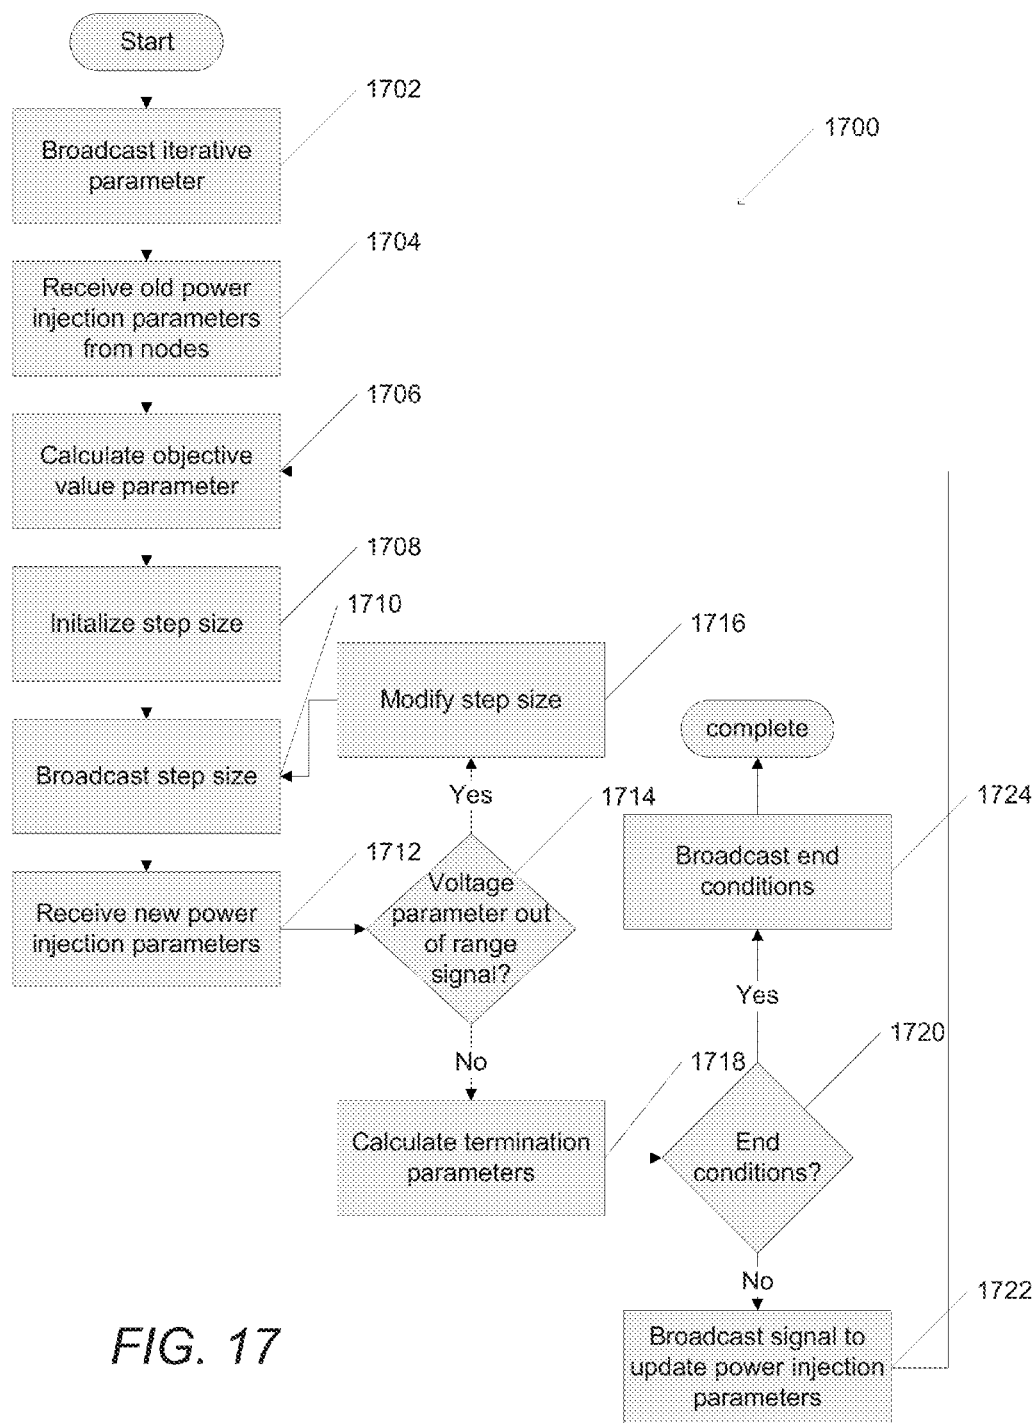 Start
1702
Broadcast iterative
parameter
1700
1704
Receive old power
injection parameters
from nodes
1706
Calculate objective
value parameter
1708
Initalize step size
1710
1716
Modify step size
complete
Broadcast step size
Yes
1714
1724
1712
Receive new power
injection parameters
Voltage
parameter out
of range
signal?
Broadcast end
conditions
Yes
No
1718
1720
Calculate termination
parameters
End
conditions?
No
1722
Broadcast signal to
update power injection
parameters
FIG. 17